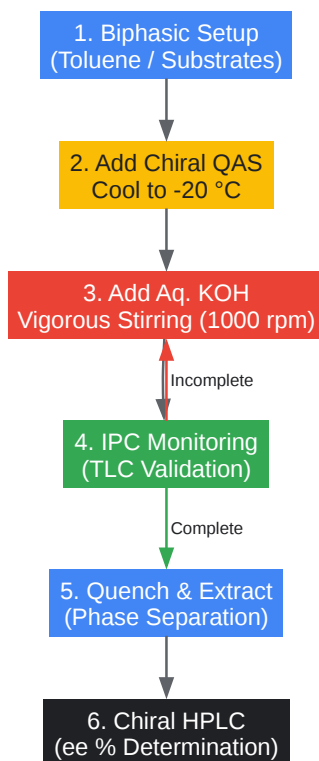 1. Biphasic Setup
(Toluene / Substrates)
2. Add Chiral QAS
Cool to -20 °C
3. Add Aq. KOH
Vigorous Stirring (1000 rpm)
Incomplete
4. IPC Monitoring
(TLC Validation)
Complete
5. Quench & Extract
(Phase Separation)
6. Chiral HPLC
(ee % Determination)